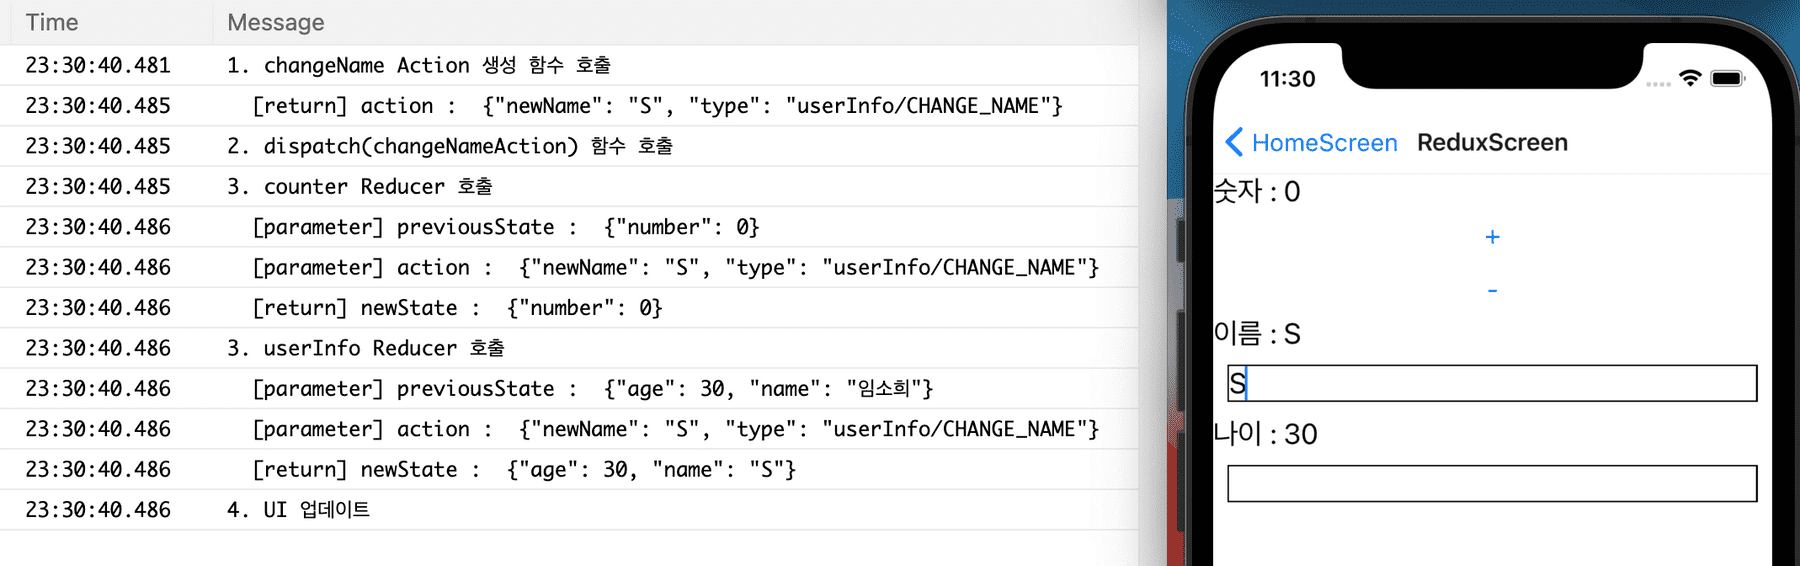 Time Message
23:30:40.481 1. changeName Action 생성 함수 호출
23:30:40.485 [return] action : {"newName": "S", "type": "userInfo/CHANGE_NAME"}
23:30:40.485 2. dispatch(changeNameAction) 함수 호출
23:30:40.485 3. counter Reducer 호출
23:30:40.486 [parameter] previousState : {"number": 0}
23:30:40.486 [parameter] action : {"newName": "S", "type": "userInfo/CHANGE_NAME"}
23:30:40.486 [return] newState : {"number": 0}
23:30:40.486 3. userInfo Reducer 호출
23:30:40.486 [parameter] previousState : {"age": 30, "name": "임소희"}
23:30:40.486 [parameter] action : {"newName": "S", "type": "userInfo/CHANGE_NAME"}
23:30:40.486 [return] newState : {"age": 30, "name": "S"}
23:30:40.486 4. UI 업데이트
11:30
HomeScreen ReduxScreen
숫자 : 0
+
-
이름 : S
S
나이 : 30